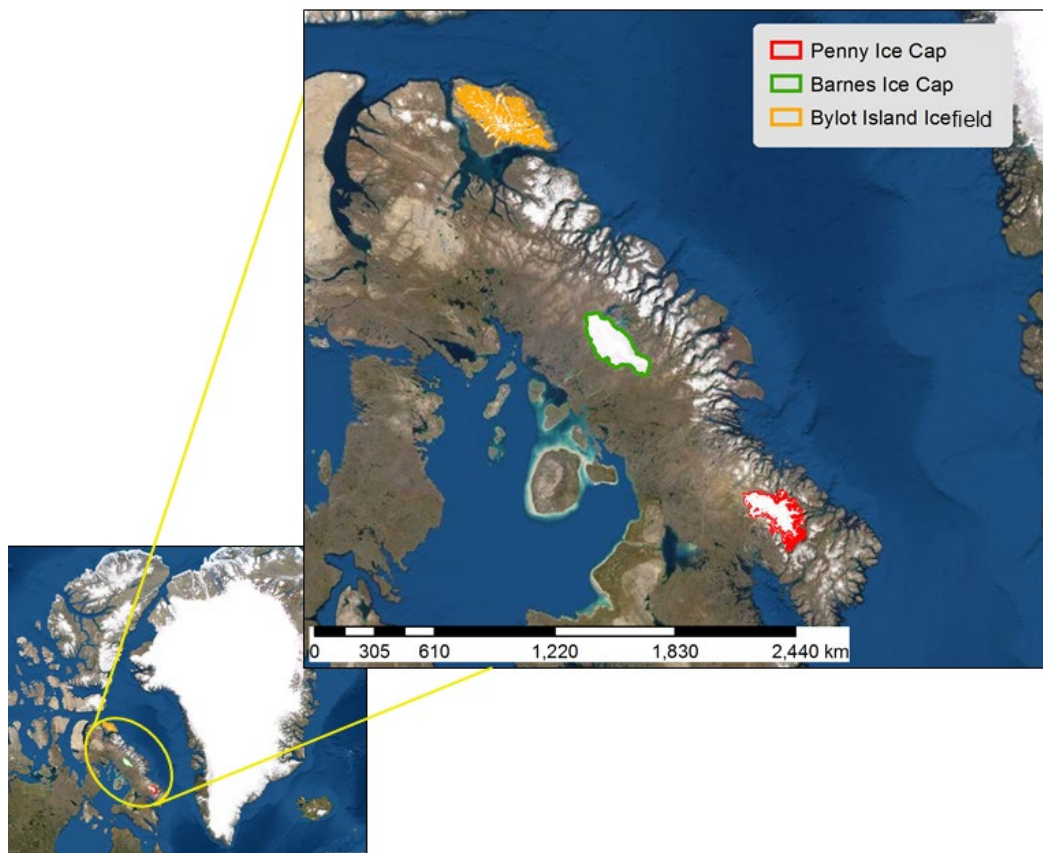 Penny Ice Cap
Barnes Ice Cap
Bylot Island Icefield
0 305 610 1,220 1,830 2,440 km